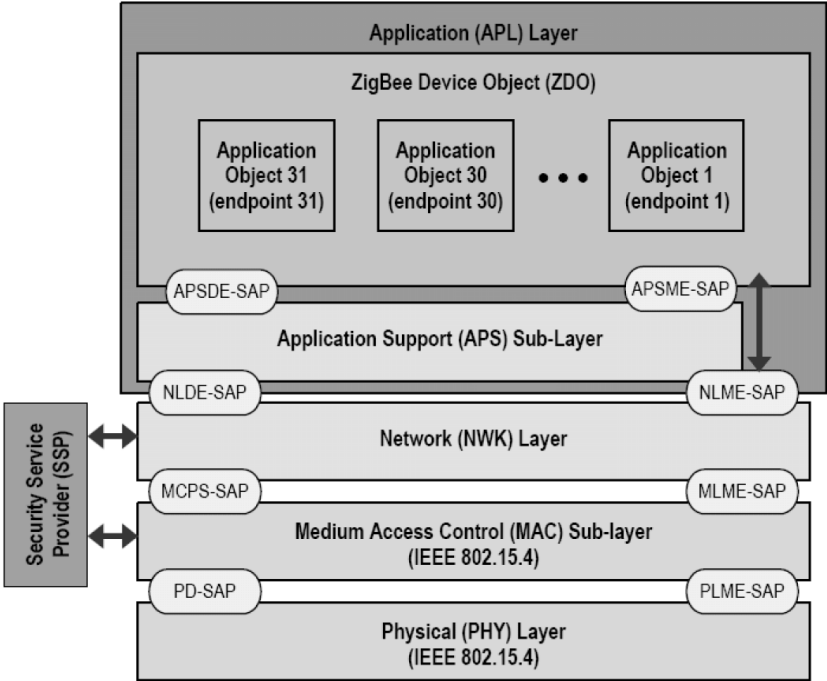 Application (APL) Layer
ZigBee Device Object (ZDO)
Application
Object 31
(endpoint 31)
Application
Object 30
(endpoint 30)
Application
Object 1
(endpoint 1)
APSDE-SAP
APSME-SAP
Application Support (APS) Sub-Layer
NLDE-SAP
NLME-SAP
Security Service
Provider (SSP)
Network (NWK) Layer
MCPS-SAP
MLME-SAP
Medium Access Control (MAC) Sub-layer
(IEEE 802.15.4)
PD-SAP
PLME-SAP
Physical (PHY) Layer
(IEEE 802.15.4)